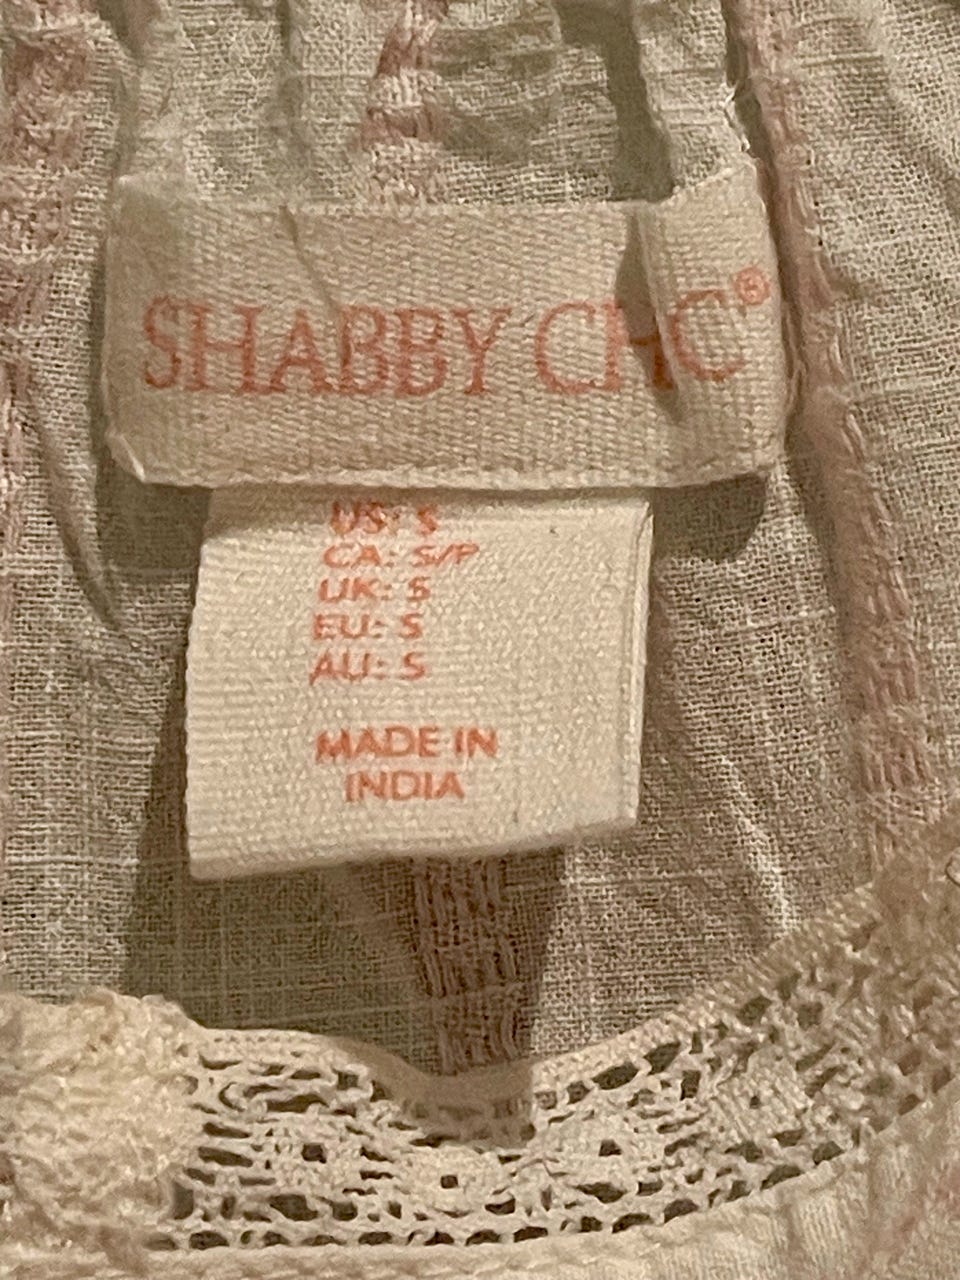 SHABBY CHIC®
US: S
CA: S/P
UK: S
EU: S
AU: S
MADE IN
INDIA